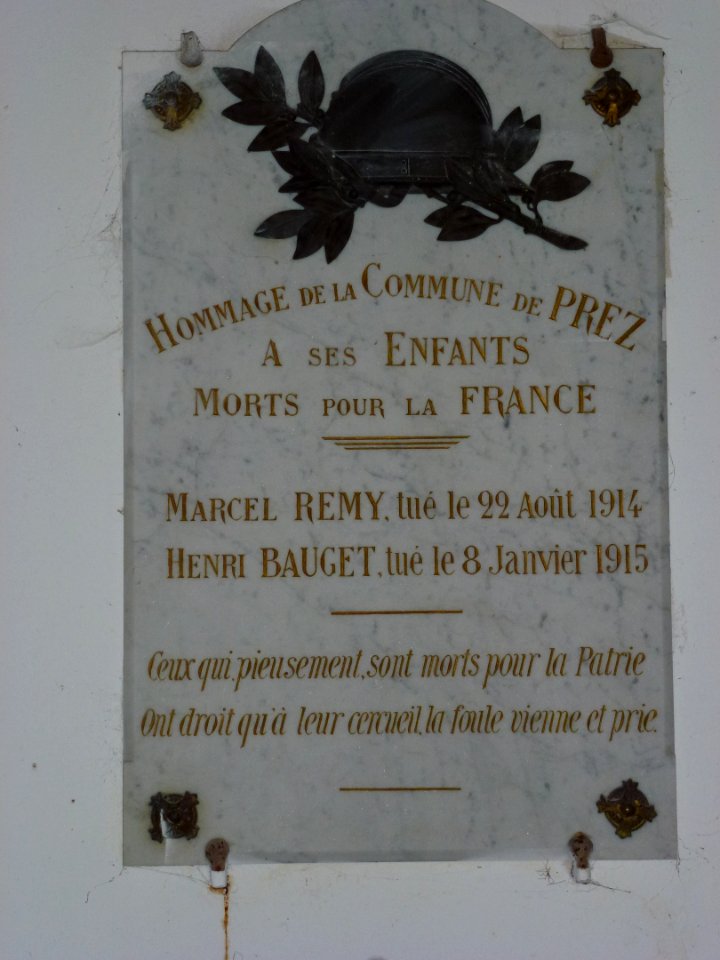 HOMMAGE DE LA COMMUNE DE PREZ
A SES ENFANTS
MORTS POUR LA FRANCE
MARCEL REMY, tué le 22 Août 1914
HENRI BAUGET, tué le 8 Janvier 1915
Ceux qui, pieusement, sont morts pour la Patrie
Ont droit qu'à leur cercueil, la foule vienne et prie.